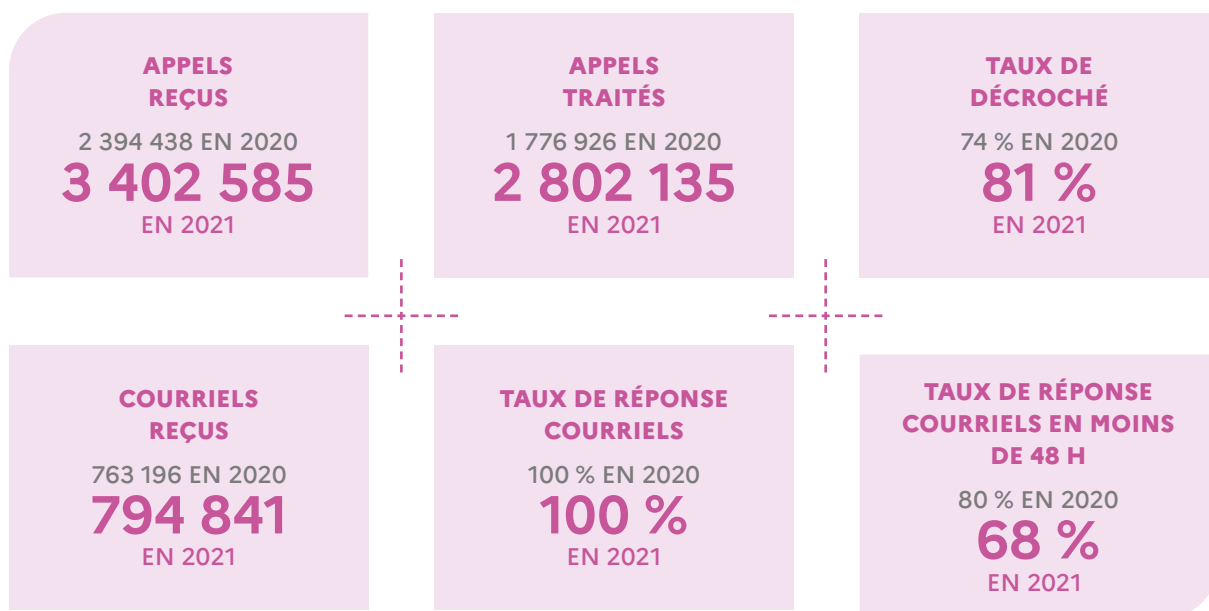 APPELS
REÇUS
2 394 438 EN 2020
3 402 585
EN 2021
APPELS
TRAITÉS
1 776 926 EN 2020
2 802 135
EN 2021
TAUX DE
DÉCROCHÉ
74 % EN 2020
81 %
EN 2021
COURRIELS
REÇUS
763 196 EN 2020
794 841
EN 2021
TAUX DE RÉPONSE
COURRIELS
100 % EN 2020
100 %
EN 2021
TAUX DE RÉPONSE
COURRIELS EN MOINS
DE 48 H
80 % EN 2020
68 %
EN 2021